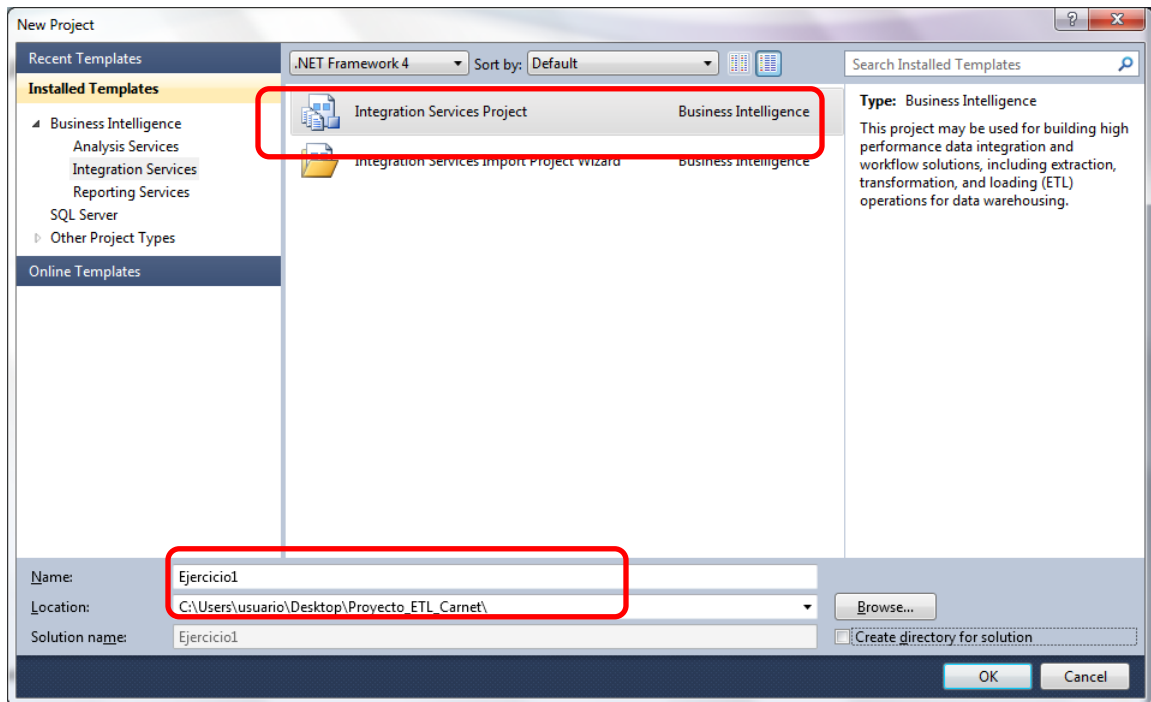 New Project
Recent Templates
Installed Templates
Business Intelligence
Analysis Services
Integration Services
Reporting Services
SQL Server
Other Project Types
Online Templates
.NET Framework 4 Sort by: Default
Integration Services Project Business Intelligence
Integration Services Import Project Wizard Business Intelligence
Search Installed Templates
Type: Business Intelligence
This project may be used for building high
performance data integration and
workflow solutions, including extraction,
transformation, and loading (ETL)
operations for data warehousing.
Name: Ejercicio1
Location: C:\Users\usuario\Desktop\Proyecto_ETL_Carnet\ Browse...
Solution name: Ejercicio1 Create directory for solution
OK Cancel